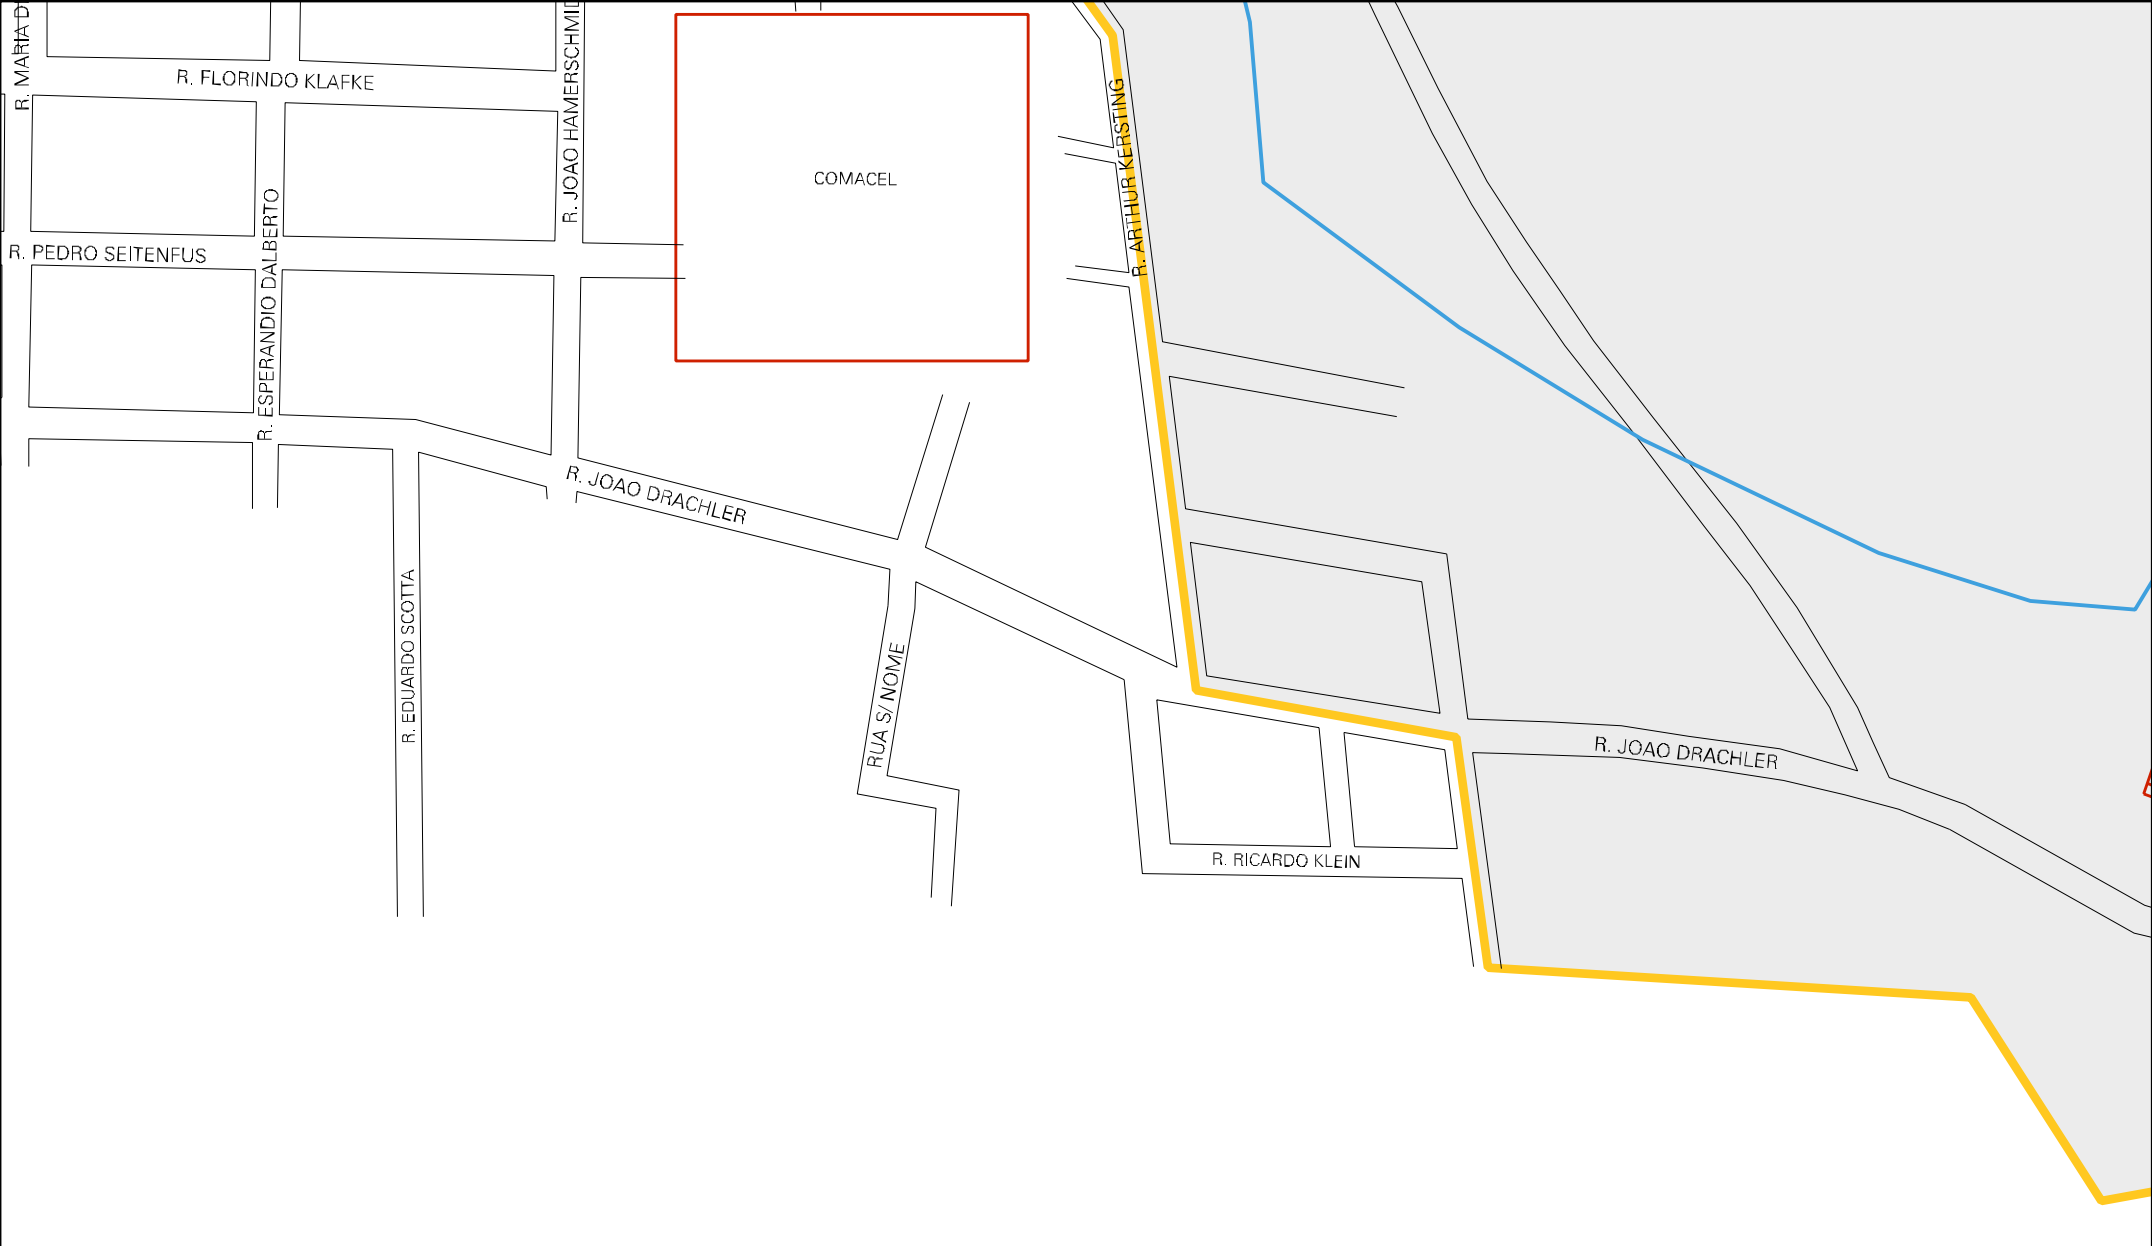 R. MARIA D
R. FLORINDO KLAFKE
R. JOAO HAMERSCHMID
R. ARTHUR KERSTING
COMACEL
R. PEDRO SEITENFUS
R. ESPERANDIO DALBERTO
R. JOAO DRACHLER
R. EDUARDO SCOTTA
RUA S/ NOME
R. JOAO DRACHLER
R. RICARDO KLEIN